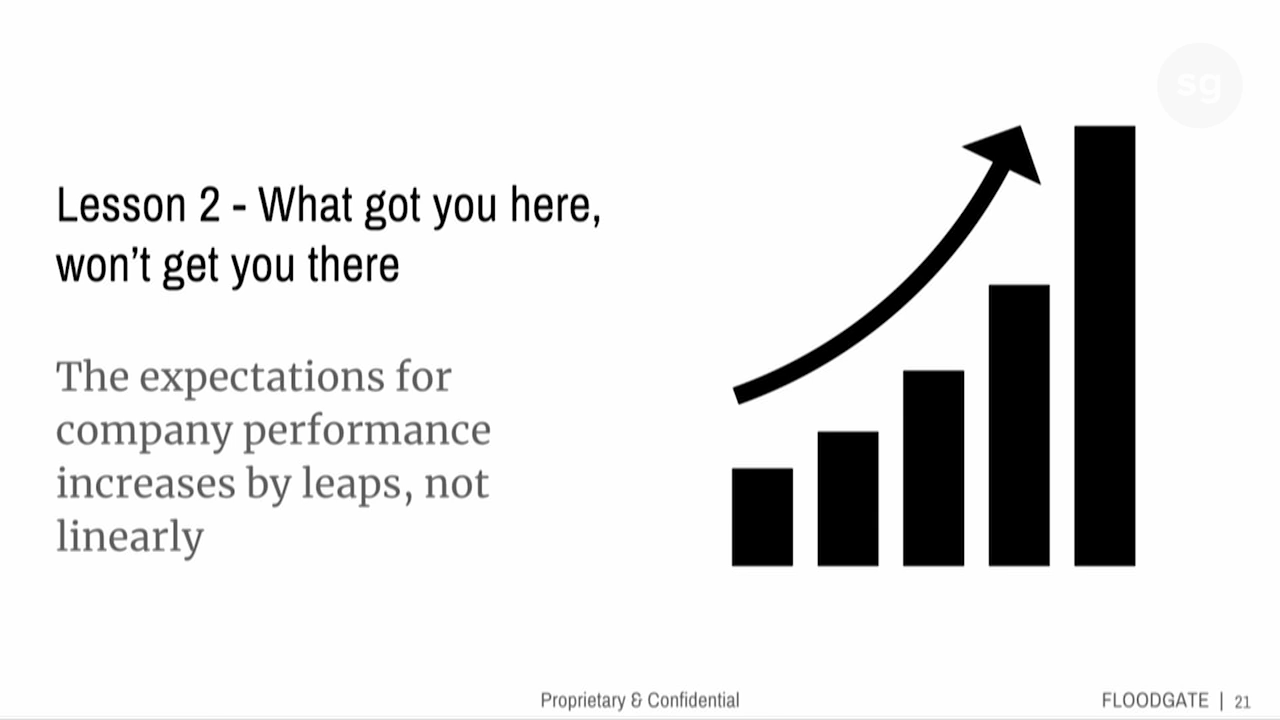 sg
Lesson 2 - What got you here,
won’t get you there
The expectations for
company performance
increases by leaps, not
linearly
Proprietary & Confidential
FLOODGATE | 21